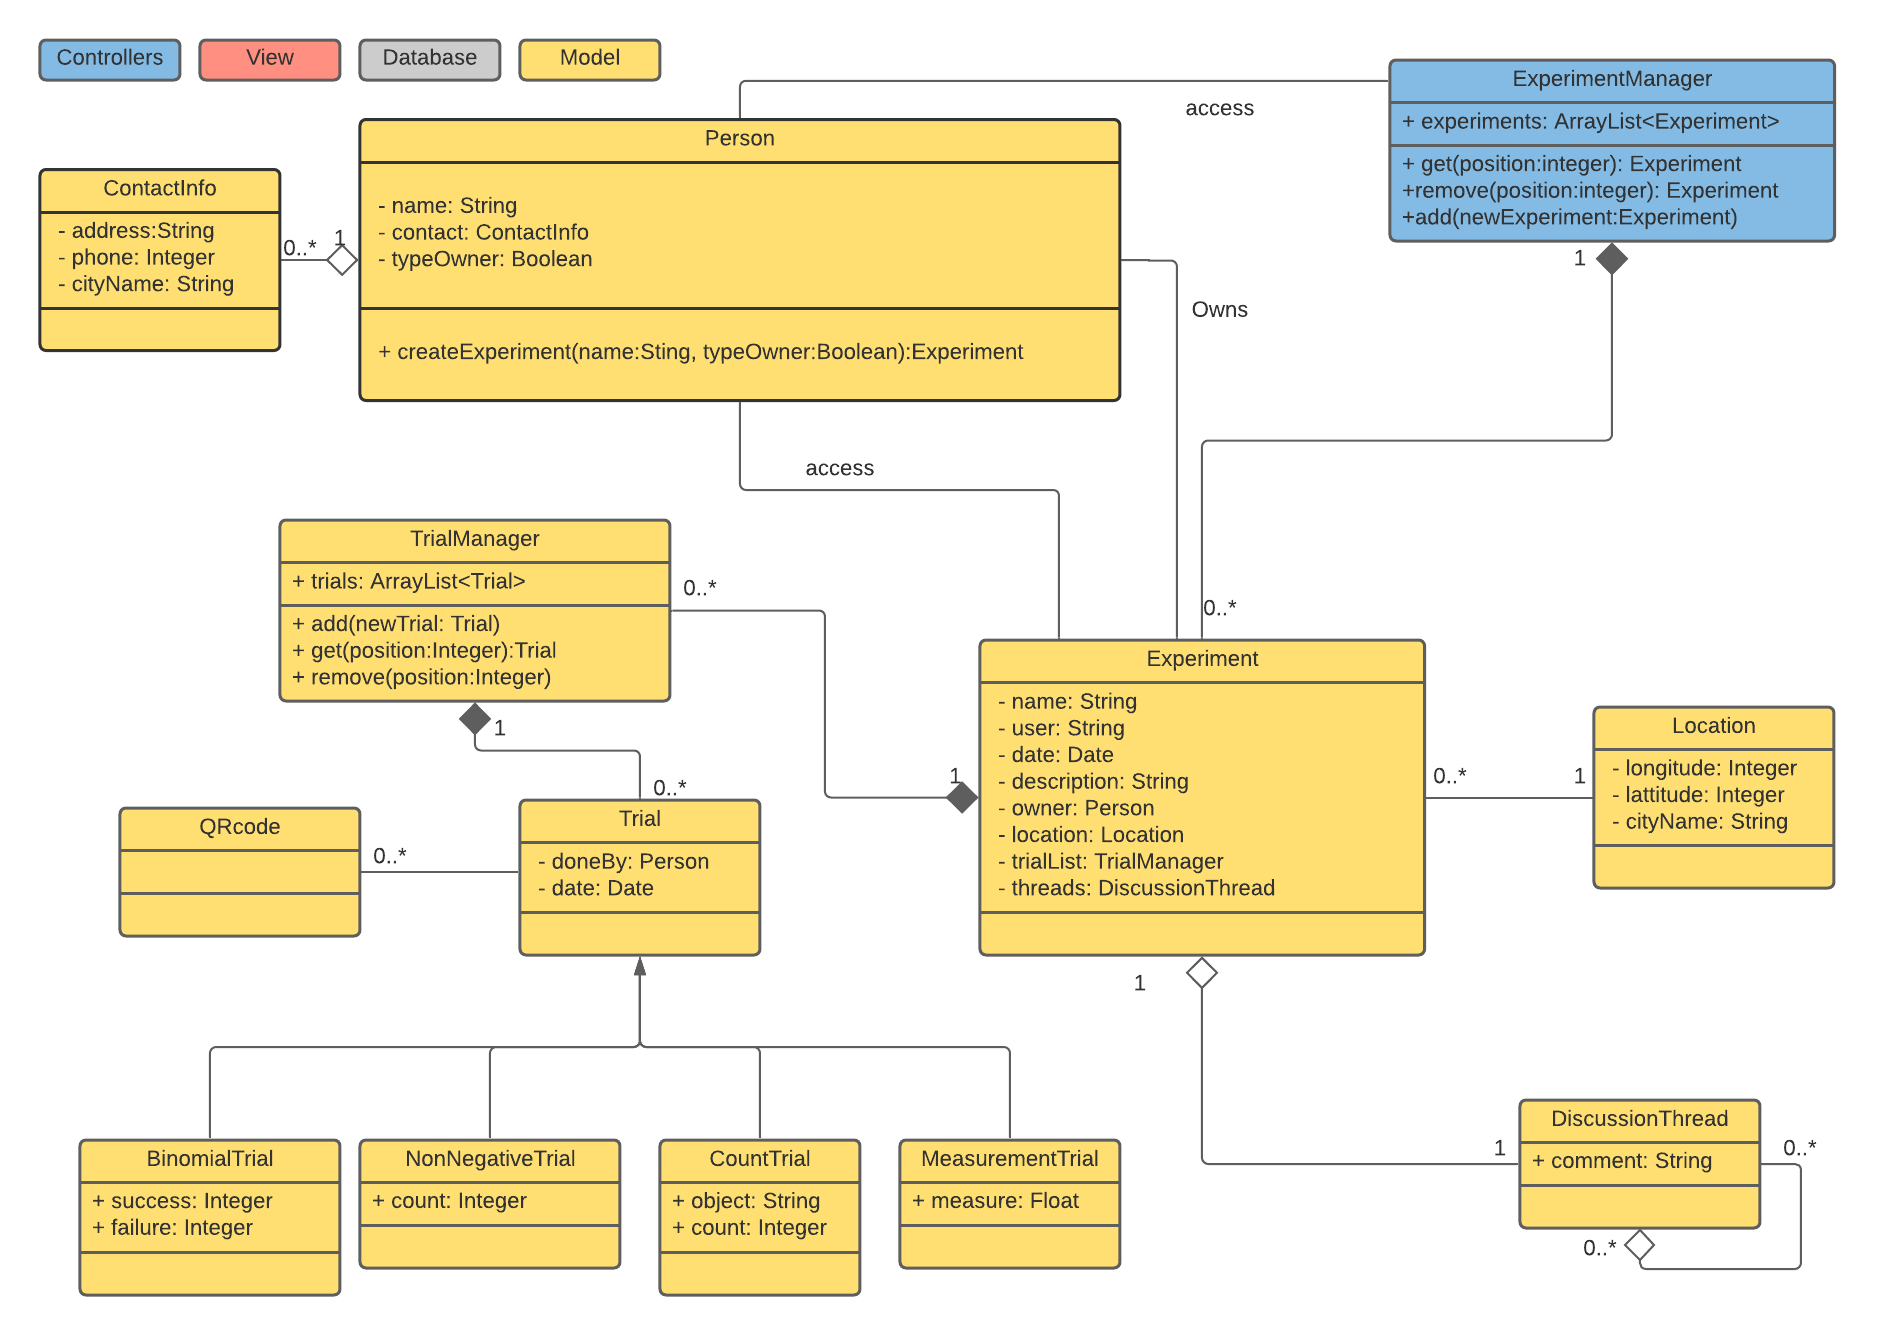 Controllers
View
Database
Model
ExperimentManager
+ experiments: ArrayList<Experiment>
+ get(position:integer): Experiment
+remove(position:integer): Experiment
+add(newExperiment:Experiment)
access
Person
- name: String
- contact: ContactInfo
- typeOwner: Boolean
+ createExperiment(name:Sting, typeOwner:Boolean):Experiment
ContactInfo
- address:String
- phone: Integer
- cityName: String
0..*
1
1
Owns
access
TrialManager
+ trials: ArrayList<Trial>
+ add(newTrial: Trial)
+ get(position:Integer):Trial
+ remove(position:Integer)
0..*
0..*
1
1
Experiment
- name: String
- user: String
- date: Date
- description: String
- owner: Person
- location: Location
- trialList: TrialManager
- threads: DiscussionThread
0..*
1
Location
- longitude: Integer
- lattitude: Integer
- cityName: String
0..*
Trial
- doneBy: Person
- date: Date
QRcode
0..*
1
BinomialTrial
+ success: Integer
+ failure: Integer
NonNegativeTrial
+ count: Integer
CountTrial
+ object: String
+ count: Integer
MeasurementTrial
+ measure: Float
1
DiscussionThread
+ comment: String
0..*
0..*